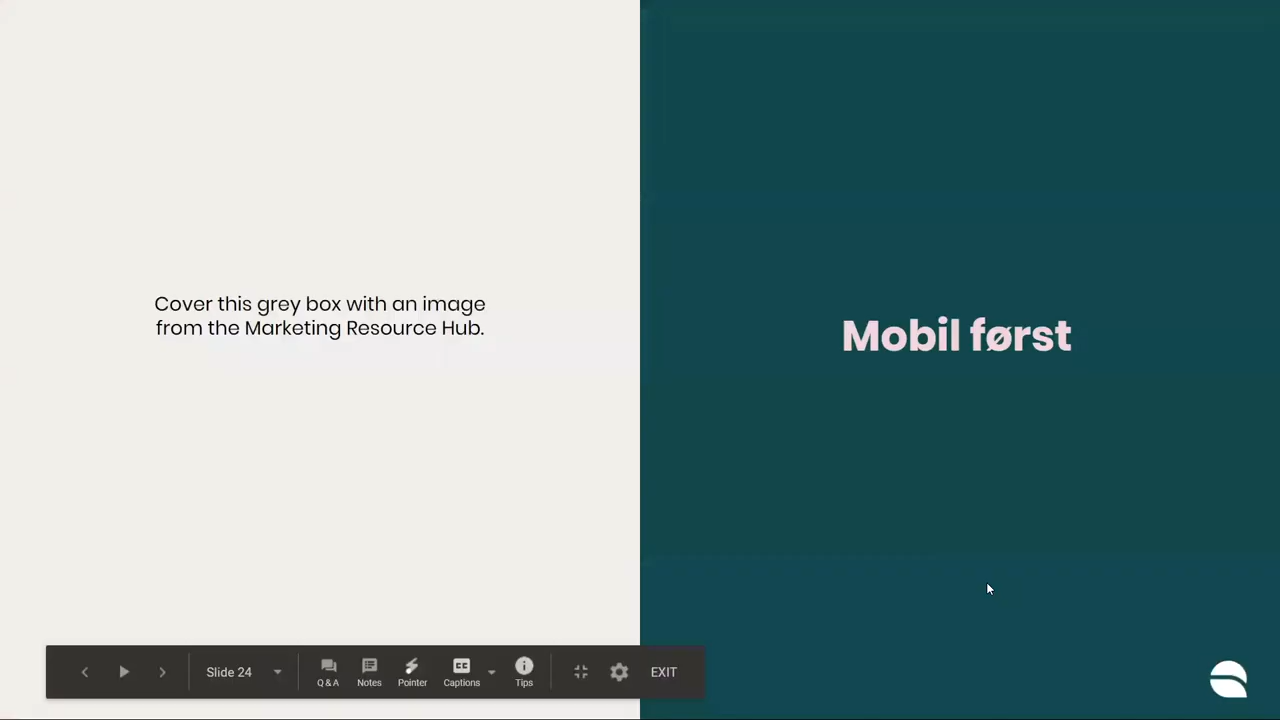 Cover this grey box with an image
from the Marketing Resource Hub.
Mobil først
Slide 24
Q & A
Notes
Pointer
CC
Captions
Tips
EXIT